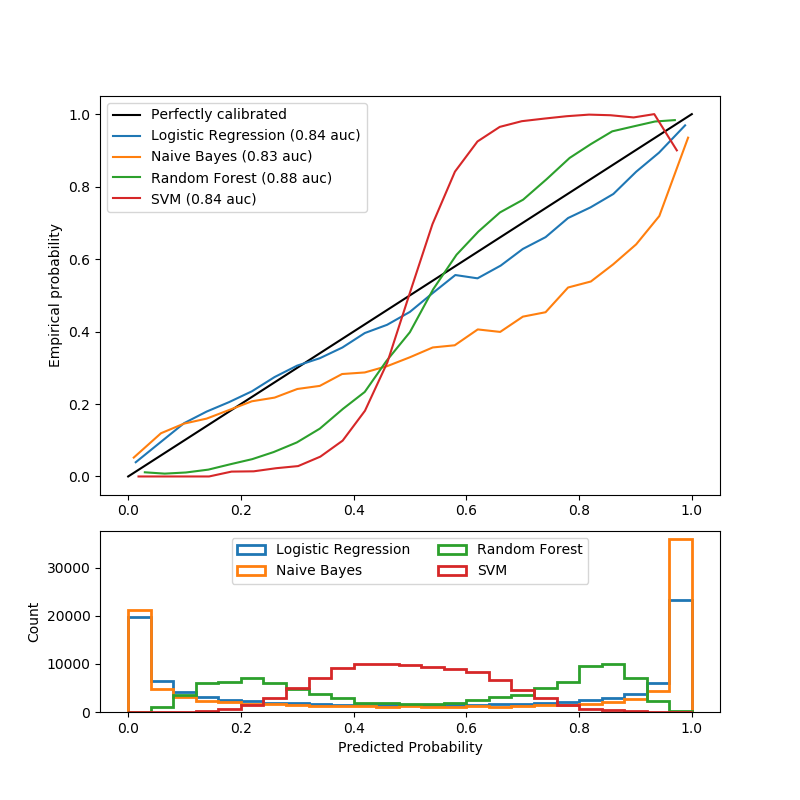 Perfectly calibrated
Logistic Regression (0.84 auc)
Naive Bayes (0.83 auc)
Random Forest (0.88 auc)
SVM (0.84 auc)
Empirical probability
1.0
0.8
0.6
0.4
0.2
0.0
0.0 0.2 0.4 0.6 0.8 1.0
Logistic Regression Random Forest
Naive Bayes SVM
Count
30000
20000
10000
0
0.0 0.2 0.4 0.6 0.8 1.0
Predicted Probability